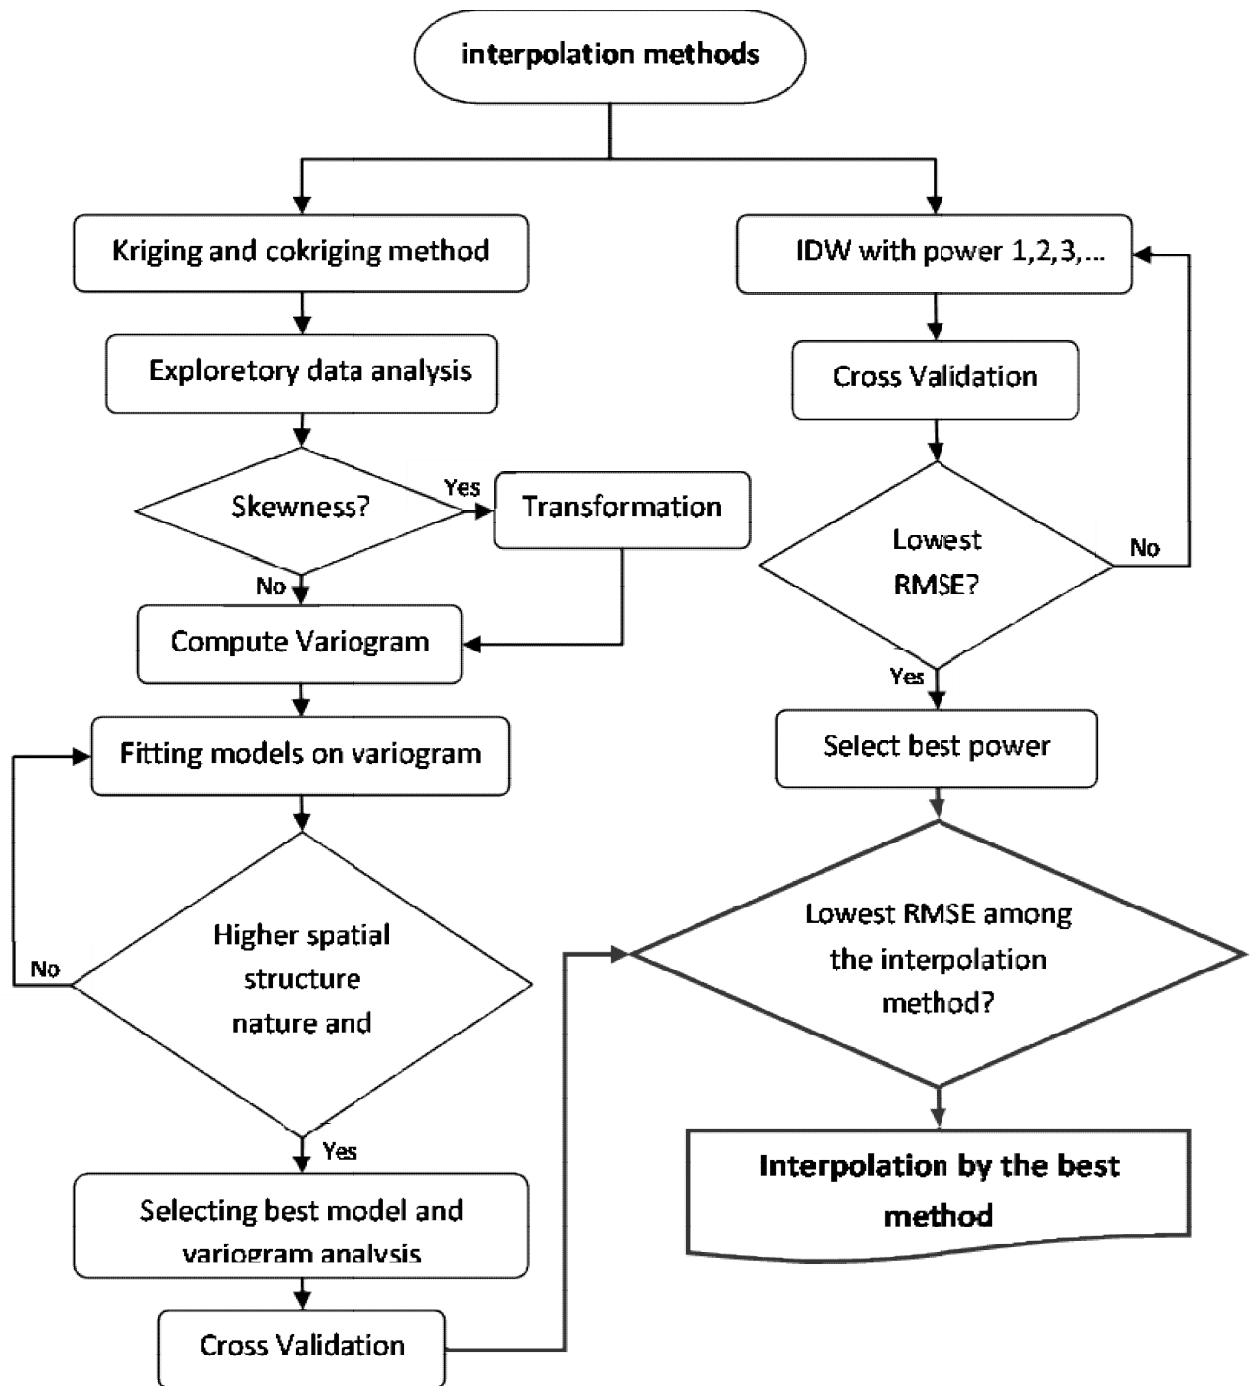 interpolation methods
Kriging and cokriging method
Exploretory data analysis
Skewness?
Yes
Transformation
No
Compute Variogram
Fitting models on variogram
Higher spatial
structure
nature and
No
Yes
Selecting best model and
variogram analysis
Cross Validation
IDW with power 1,2,3,...
Cross Validation
Lowest
RMSE?
No
Yes
Select best power
Lowest RMSE among
the interpolation
method?
Interpolation by the best
method